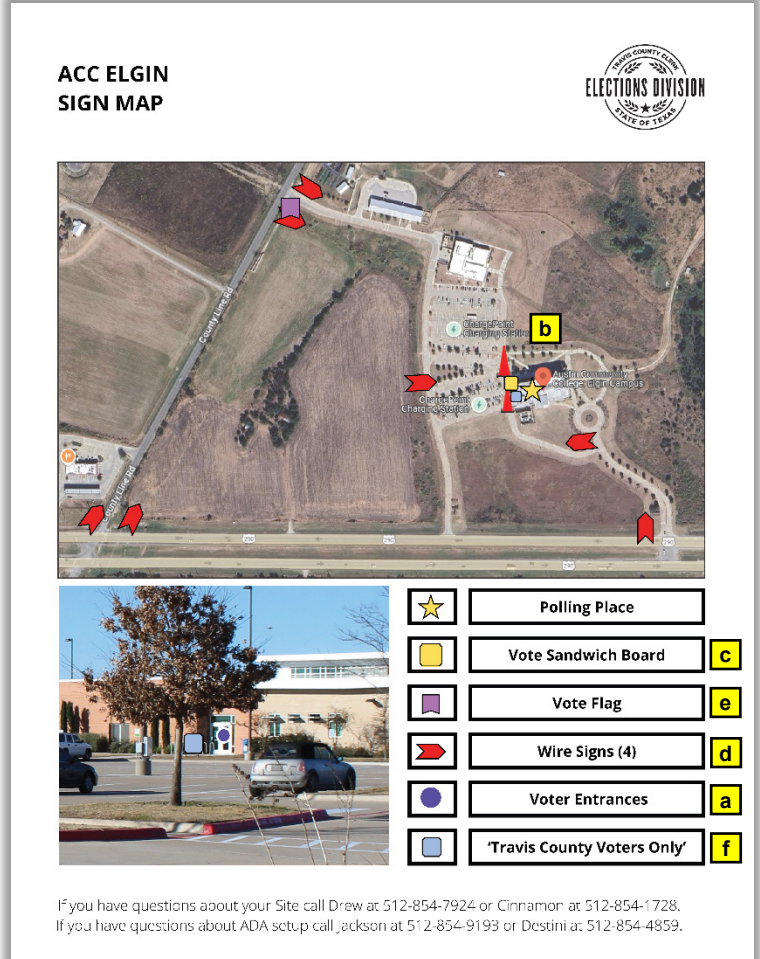 ACC ELGIN
SIGN MAP
TRAVIS COUNTY CLERK
ELECTIONS DIVISION
STATE OF TEXAS
County Line Rd
ChargePoint
Charging Station
b
Austin Community
College: Elgin Campus
ChargePoint
Charging Station
County Line Rd
290
290
290
290
Polling Place
Vote Sandwich Board
c
Vote Flag
e
Wire Signs (4)
d
Voter Entrances
a
‘Travis County Voters Only’
f
If you have questions about your Site call Drew at 512-854-7924 or Cinnamon at 512-854-1728.
If you have questions about ADA setup call Jackson at 512-854-9193 or Destini at 512-854-4859.